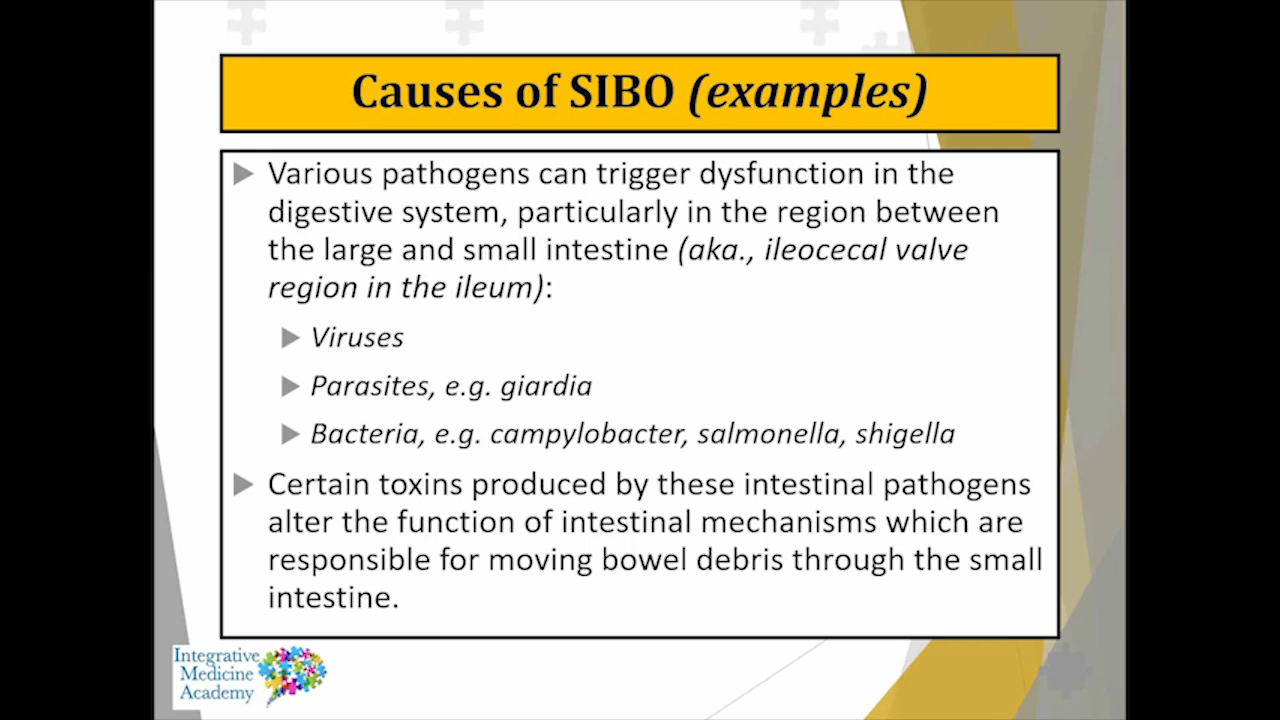 Causes of SIBO (examples)
Various pathogens can trigger dysfunction in the
digestive system, particularly in the region between
the large and small intestine (aka., ileocecal valve
region in the ileum):
Viruses
Parasites, e.g. giardia
Bacteria, e.g. campylobacter, salmonella, shigella
Certain toxins produced by these intestinal pathogens
alter the function of intestinal mechanisms which are
responsible for moving bowel debris through the small
intestine.
Integrative
Medicine
Academy